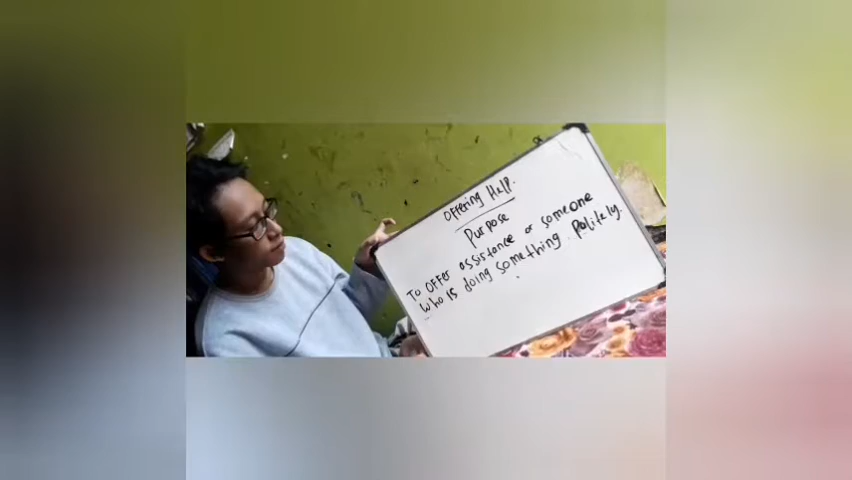 Offering Help.
Purpose
To offer assistance or someone
who is doing something. politely.